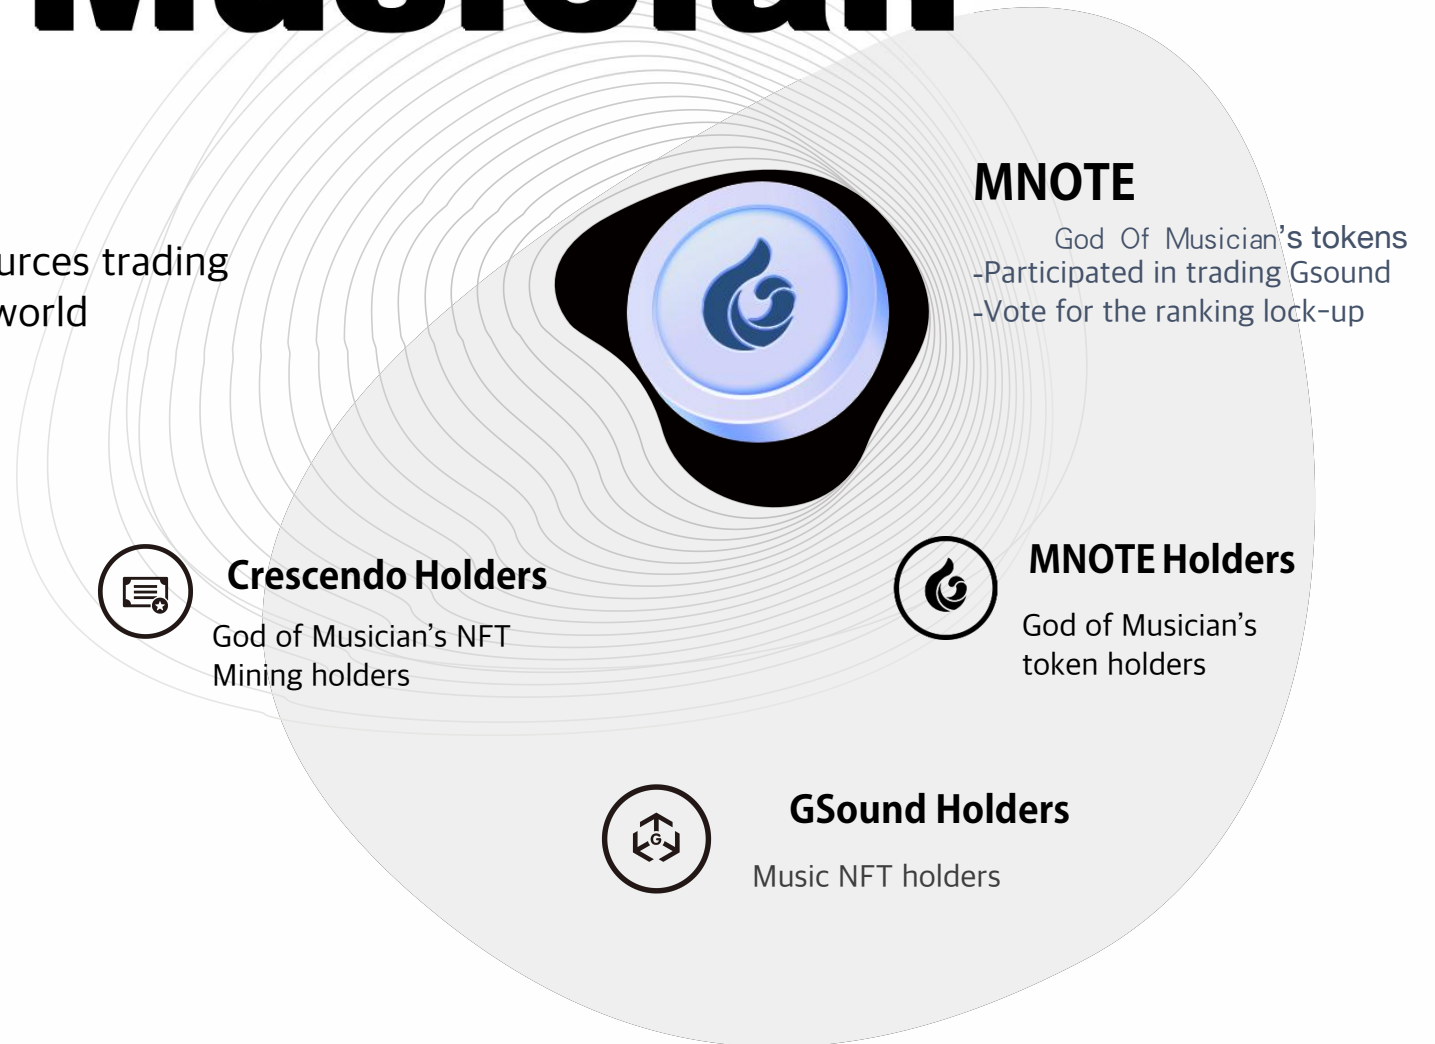 Musician
MNOTE
God Of Musician's tokens
-Participated in trading Gsound
-Vote for the ranking lock-up
urces trading
world
Crescendo Holders
God of Musician's NFT
Mining holders
MNOTE Holders
God of Musician's
token holders
GSound Holders
Music NFT holders
G